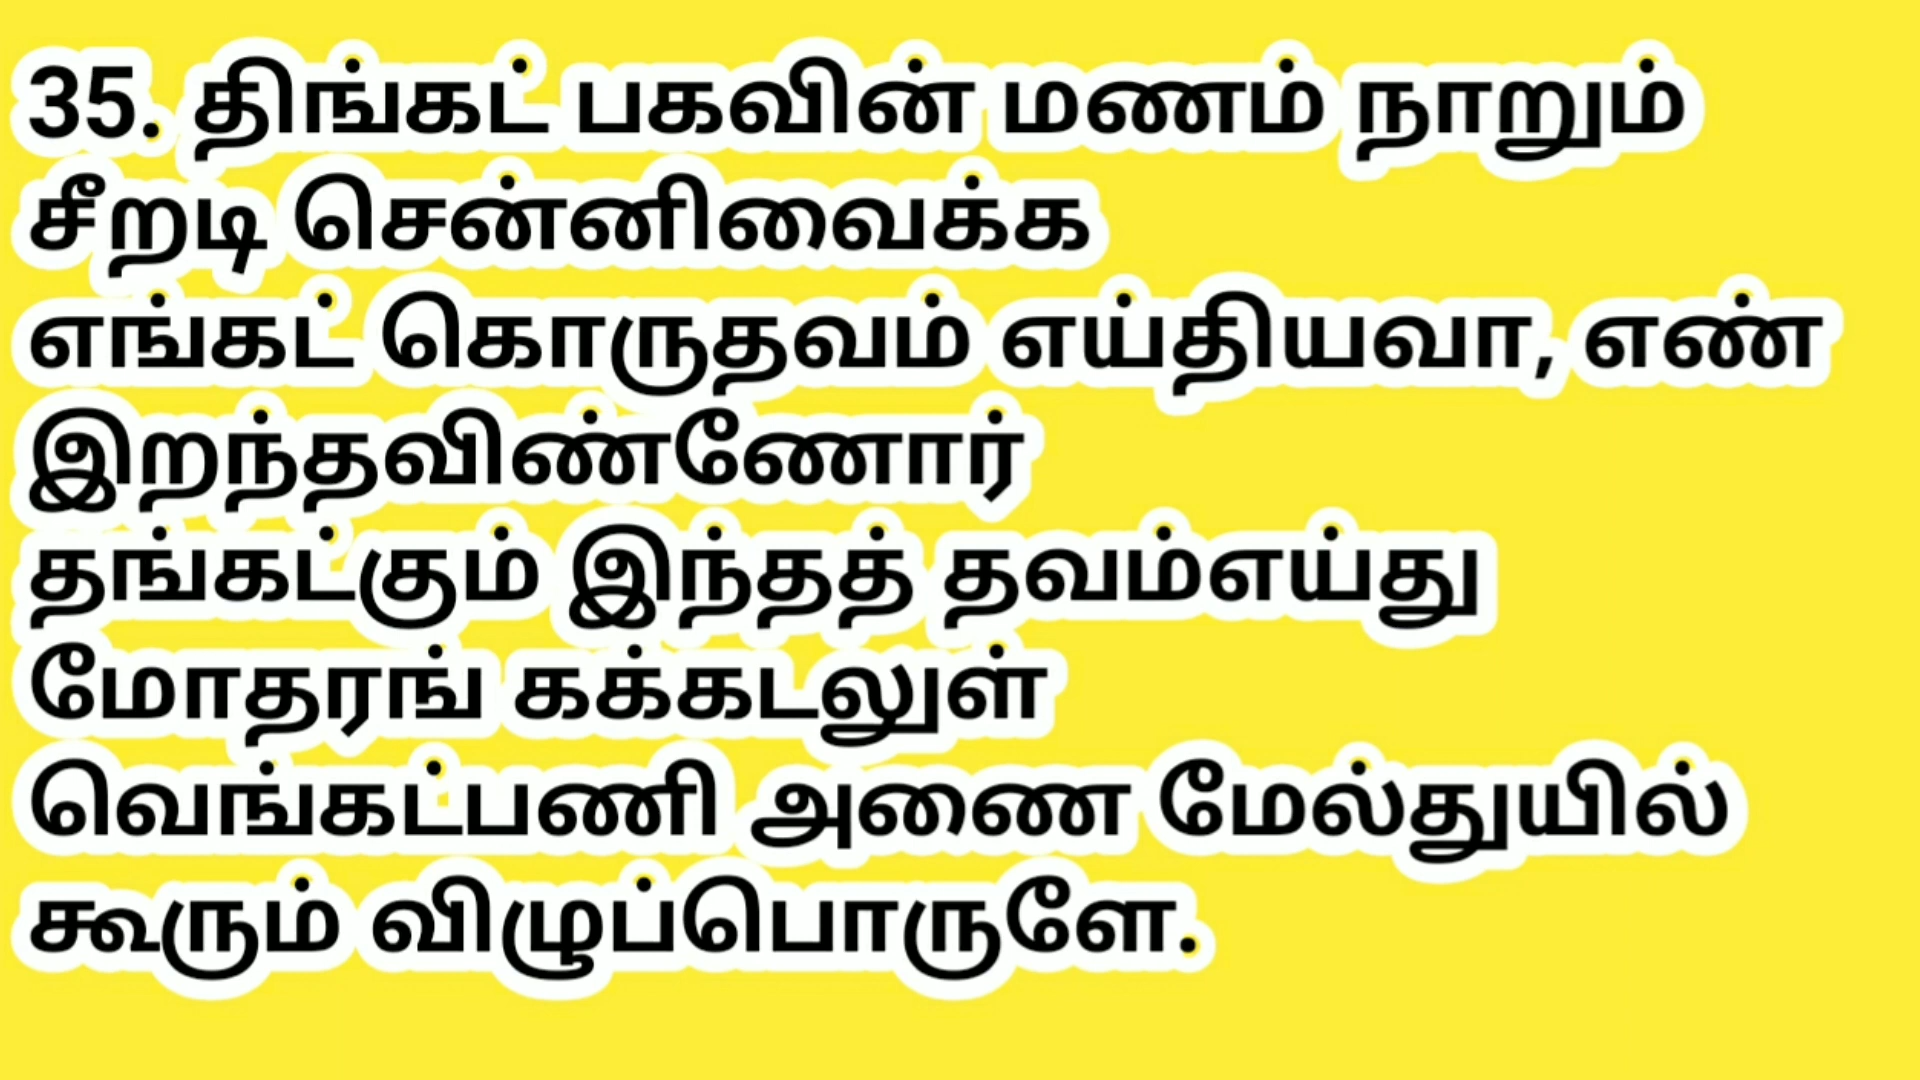 35. திங்கட் பகவின் மணம் நாறும்
சீறடி சென்னிவைக்க
எங்கட் கொருதவம் எய்தியவா, எண்
இறந்தவிண்ணோர்
தங்கட்கும் இந்தத் தவம்எய்து
மோதரங் கக்கடலுள்
வெங்கட்பணி அணை மேல்துயில்
கூரும் விழுப்பொருளே.